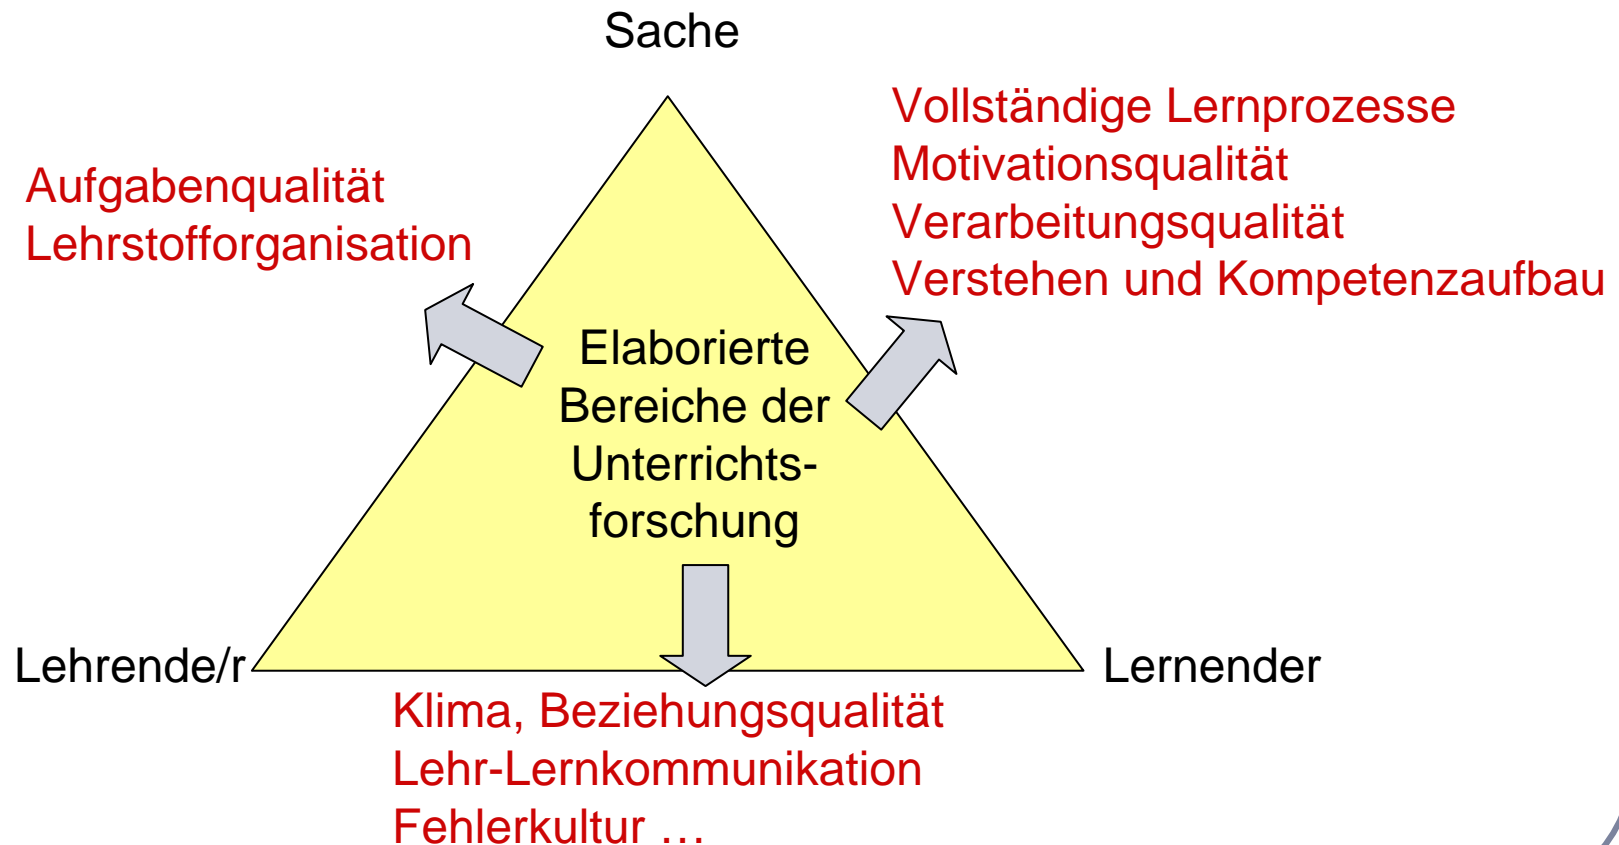 Sache
Aufgabenqualität
Lehrstofforganisation
Vollständige Lernprozesse
Motivationsqualität
Verarbeitungsqualität
Verstehen und Kompetenzaufbau
Elaborierte
Bereiche der
Unterrichts-
forschung
Lehrende/r
Lernender
Klima, Beziehungsqualität
Lehr-Lernkommunikation
Fehlerkultur …